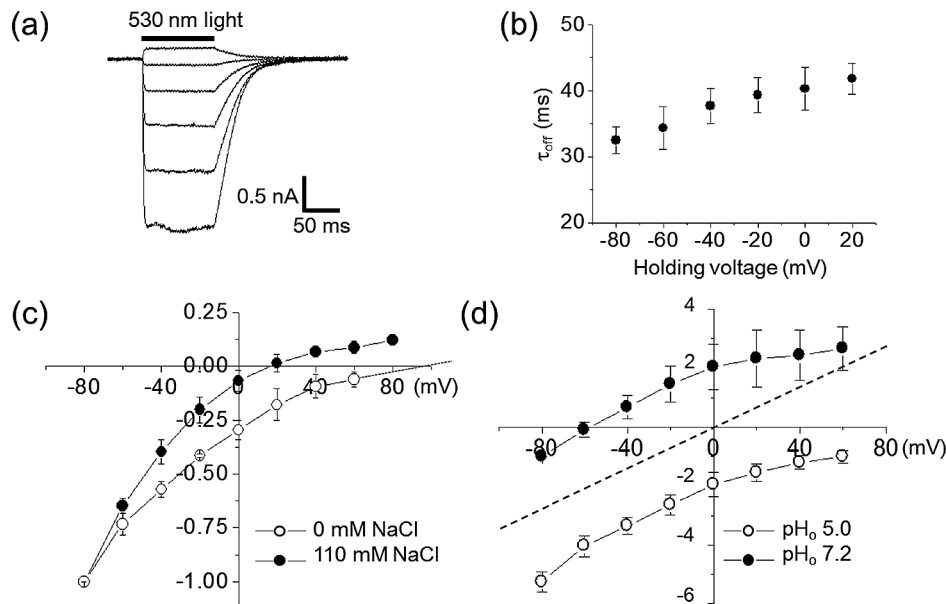 (a)
530 nm light
0.5 nA
50 ms
(b)
50
40
30
20
τoff (ms)
-80 -60 -40 -20 0 20
Holding voltage (mV)
(c)
0.25
0.00
-80 -40 0 40 80 (mV)
-0.25
-0.50
-0.75
-1.00
0 mM NaCl
110 mM NaCl
(d)
4
2
-80 -40 0 40 80 (mV)
-2
-4
-6
pHo 5.0
pHo 7.2